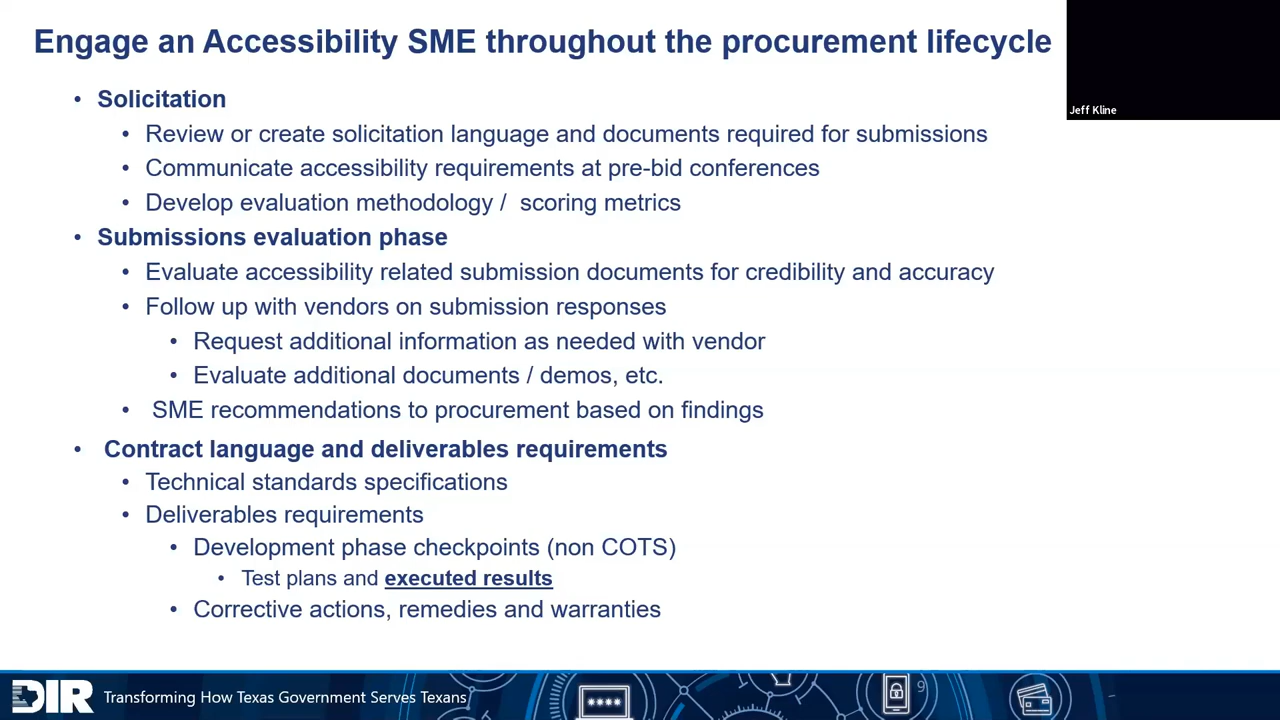 Engage an Accessibility SME throughout the procurement lifecycle
Jeff Kline
• Solicitation
• Review or create solicitation language and documents required for submissions
• Communicate accessibility requirements at pre-bid conferences
• Develop evaluation methodology / scoring metrics
• Submissions evaluation phase
• Evaluate accessibility related submission documents for credibility and accuracy
• Follow up with vendors on submission responses
• Request additional information as needed with vendor
• Evaluate additional documents / demos, etc.
• SME recommendations to procurement based on findings
• Contract language and deliverables requirements
• Technical standards specifications
• Deliverables requirements
• Development phase checkpoints (non COTS)
• Test plans and executed results
• Corrective actions, remedies and warranties
DIR Transforming How Texas Government Serves Texans
****
9